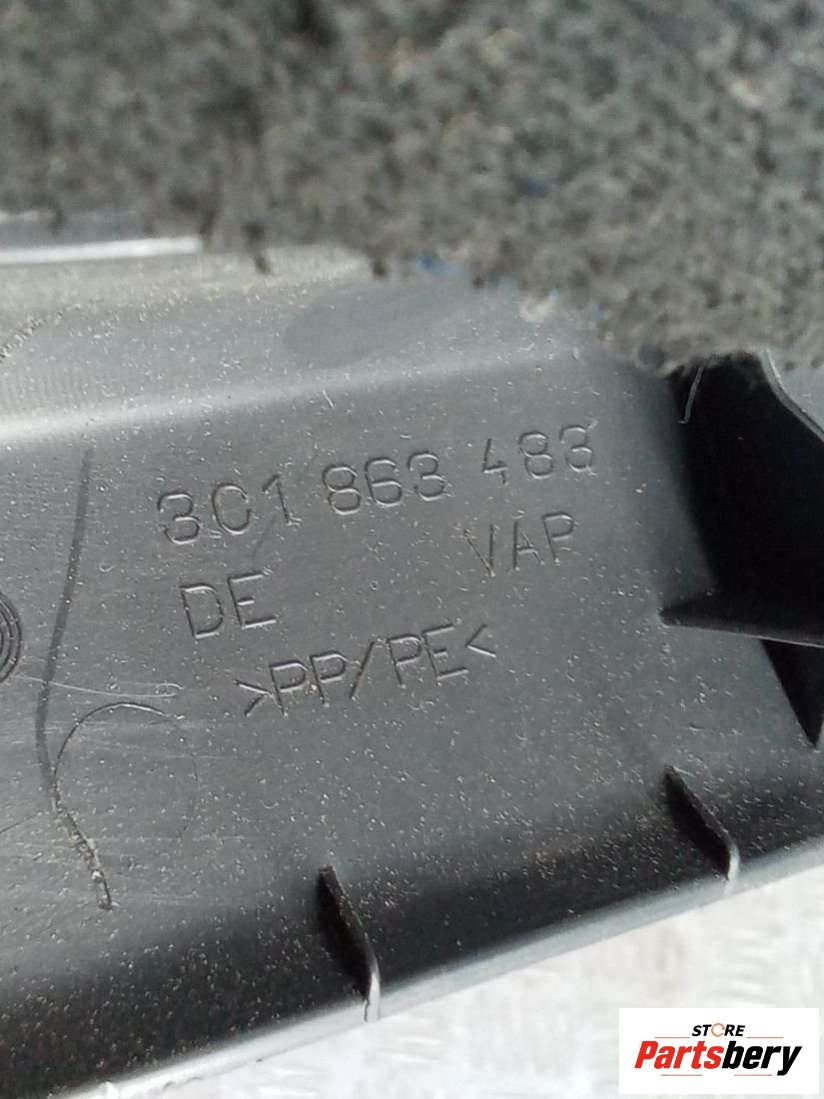 3C1 863 483
DE VAP
>PP/PE<
STORE
Partsbery